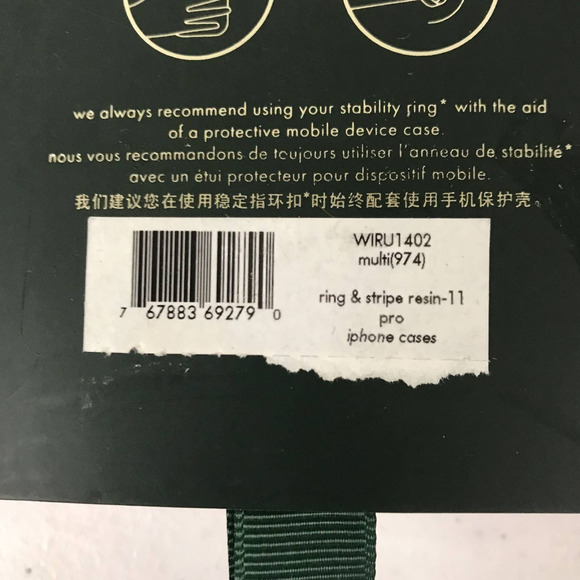 we always recommend using your stability ring* with the aid
of a protective mobile device case.
nous vous recommandons de toujours utiliser l'anneau de stabilité*
avec un étui protecteur pour dispositif mobile.
我们建议您在使用稳定指环扣*时始终配套使用手机保护壳。
WIRU1402
multi(974)
ring & stripe resin-11
pro
iphone cases
7 67883 69279 0